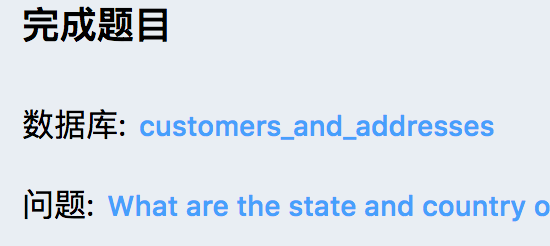 完成题目
数据库: customers_and_addresses
问题: What are the state and country o